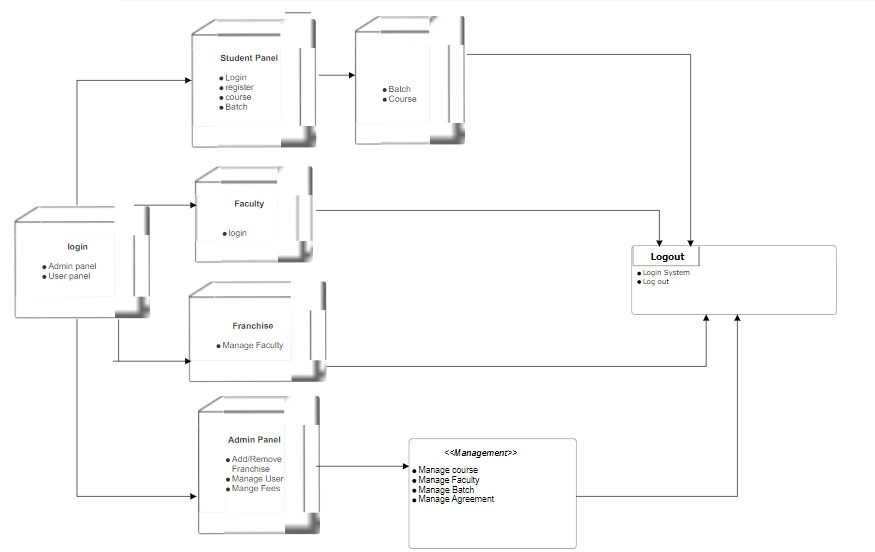 Student Panel
● Login
● register
● course
● Batch
● Batch
● Course
Faculty
● login
login
● Admin panel
● User panel
Logout
● Login System
● Log out
Franchise
● Manage Faculty
Admin Panel
● Add/Remove
Franchise
● Manage User
● Mange Fees
<<Management>>
● Manage course
● Manage Faculty
● Manage Batch
● Manage Agreement